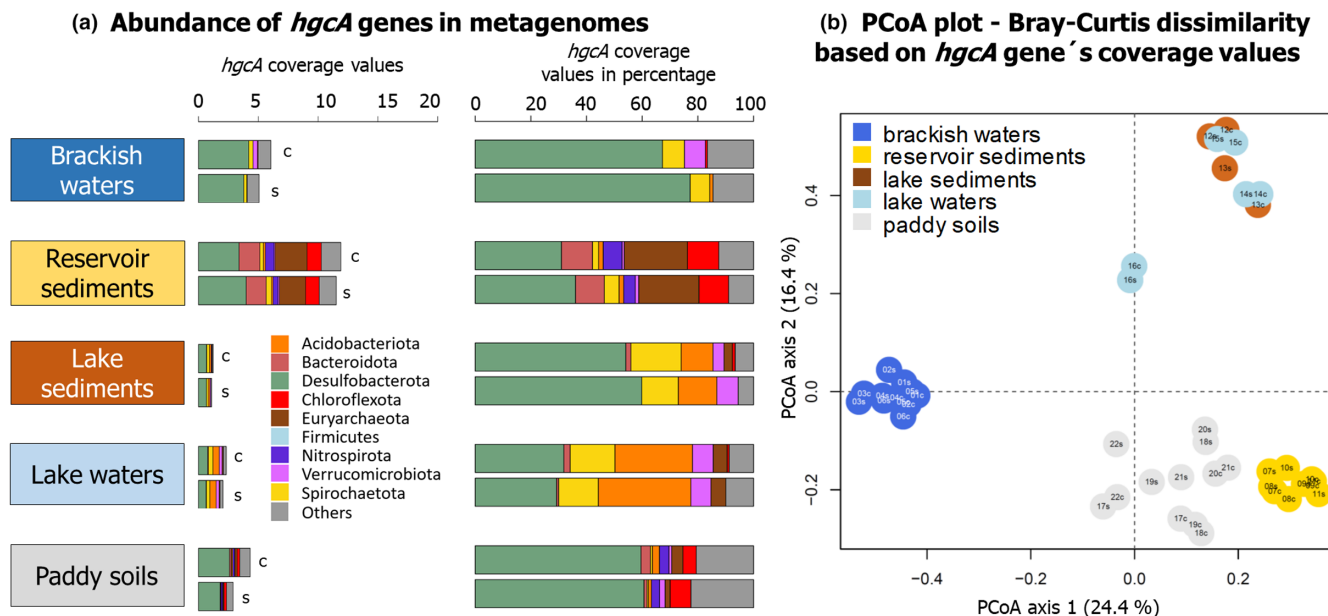 (a) Abundance of hgcA genes in metagenomes
hgcA coverage values
0 5 10 15 20
hgcA coverage
values in percentage
0 20 40 60 80 100
Brackish
waters
c
s
Reservoir
sediments
c
s
Lake
sediments
c
s
Lake waters
c
s
Paddy soils
c
s
Acidobacteriota
Bacteroidota
Desulfobacterota
Chloroflexota
Euryarchaeota
Firmicutes
Nitrospirota
Verrucomicrobiota
Spirochaetota
Others
(b) PCoA plot - Bray-Curtis dissimilarity
based on hgcA gene´s coverage values
brackish waters
reservoir sediments
lake sediments
lake waters
paddy soils
PCoA axis 2 (16.4 %)
0.4
0.2
0.0
−0.2
−0.4 −0.2 0.0 0.2
PCoA axis 1 (24.4 %)
12c
15c
13s
14s 14c
13c
16c
16s
02s
01s
03c
03s
01c
06c
20s
18s
22s
21c
20c
21s
19s
22c
17s
17c
19c
18c
07s
10s
08s
07c
08c
11s